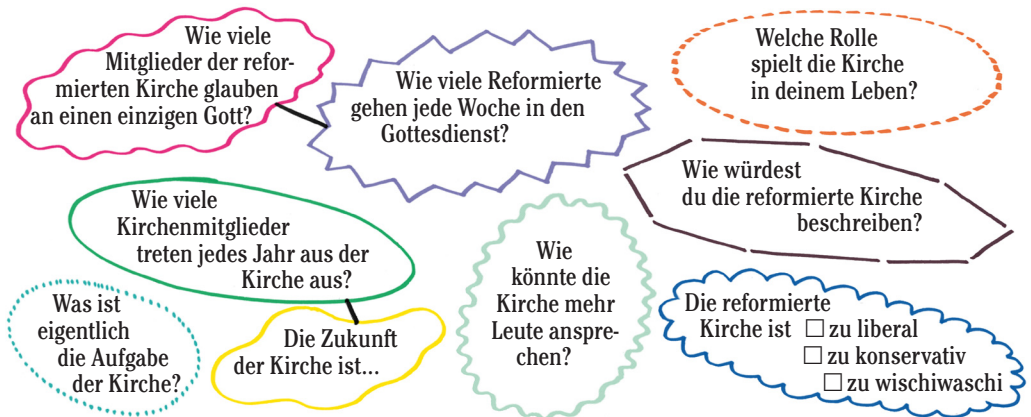 Wie viele
Mitglieder der refor-
mierten Kirche glauben
an einen einzigen Gott?
Wie viele Reformierte
gehen jede Woche in den
Gottesdienst?
Welche Rolle
spielt die Kirche
in deinem Leben?
Wie viele
Kirchenmitglieder
treten jedes Jahr aus der
Kirche aus?
Wie würdest
du die reformierte Kirche
beschreiben?
Was ist
eigentlich
die Aufgabe
der Kirche?
Die Zukunft
der Kirche ist...
Wie
könnte die
Kirche mehr
Leute anspre-
chen?
Die reformierte
Kirche ist ☐ zu liberal
☐ zu konservativ
☐ zu wischiwaschi